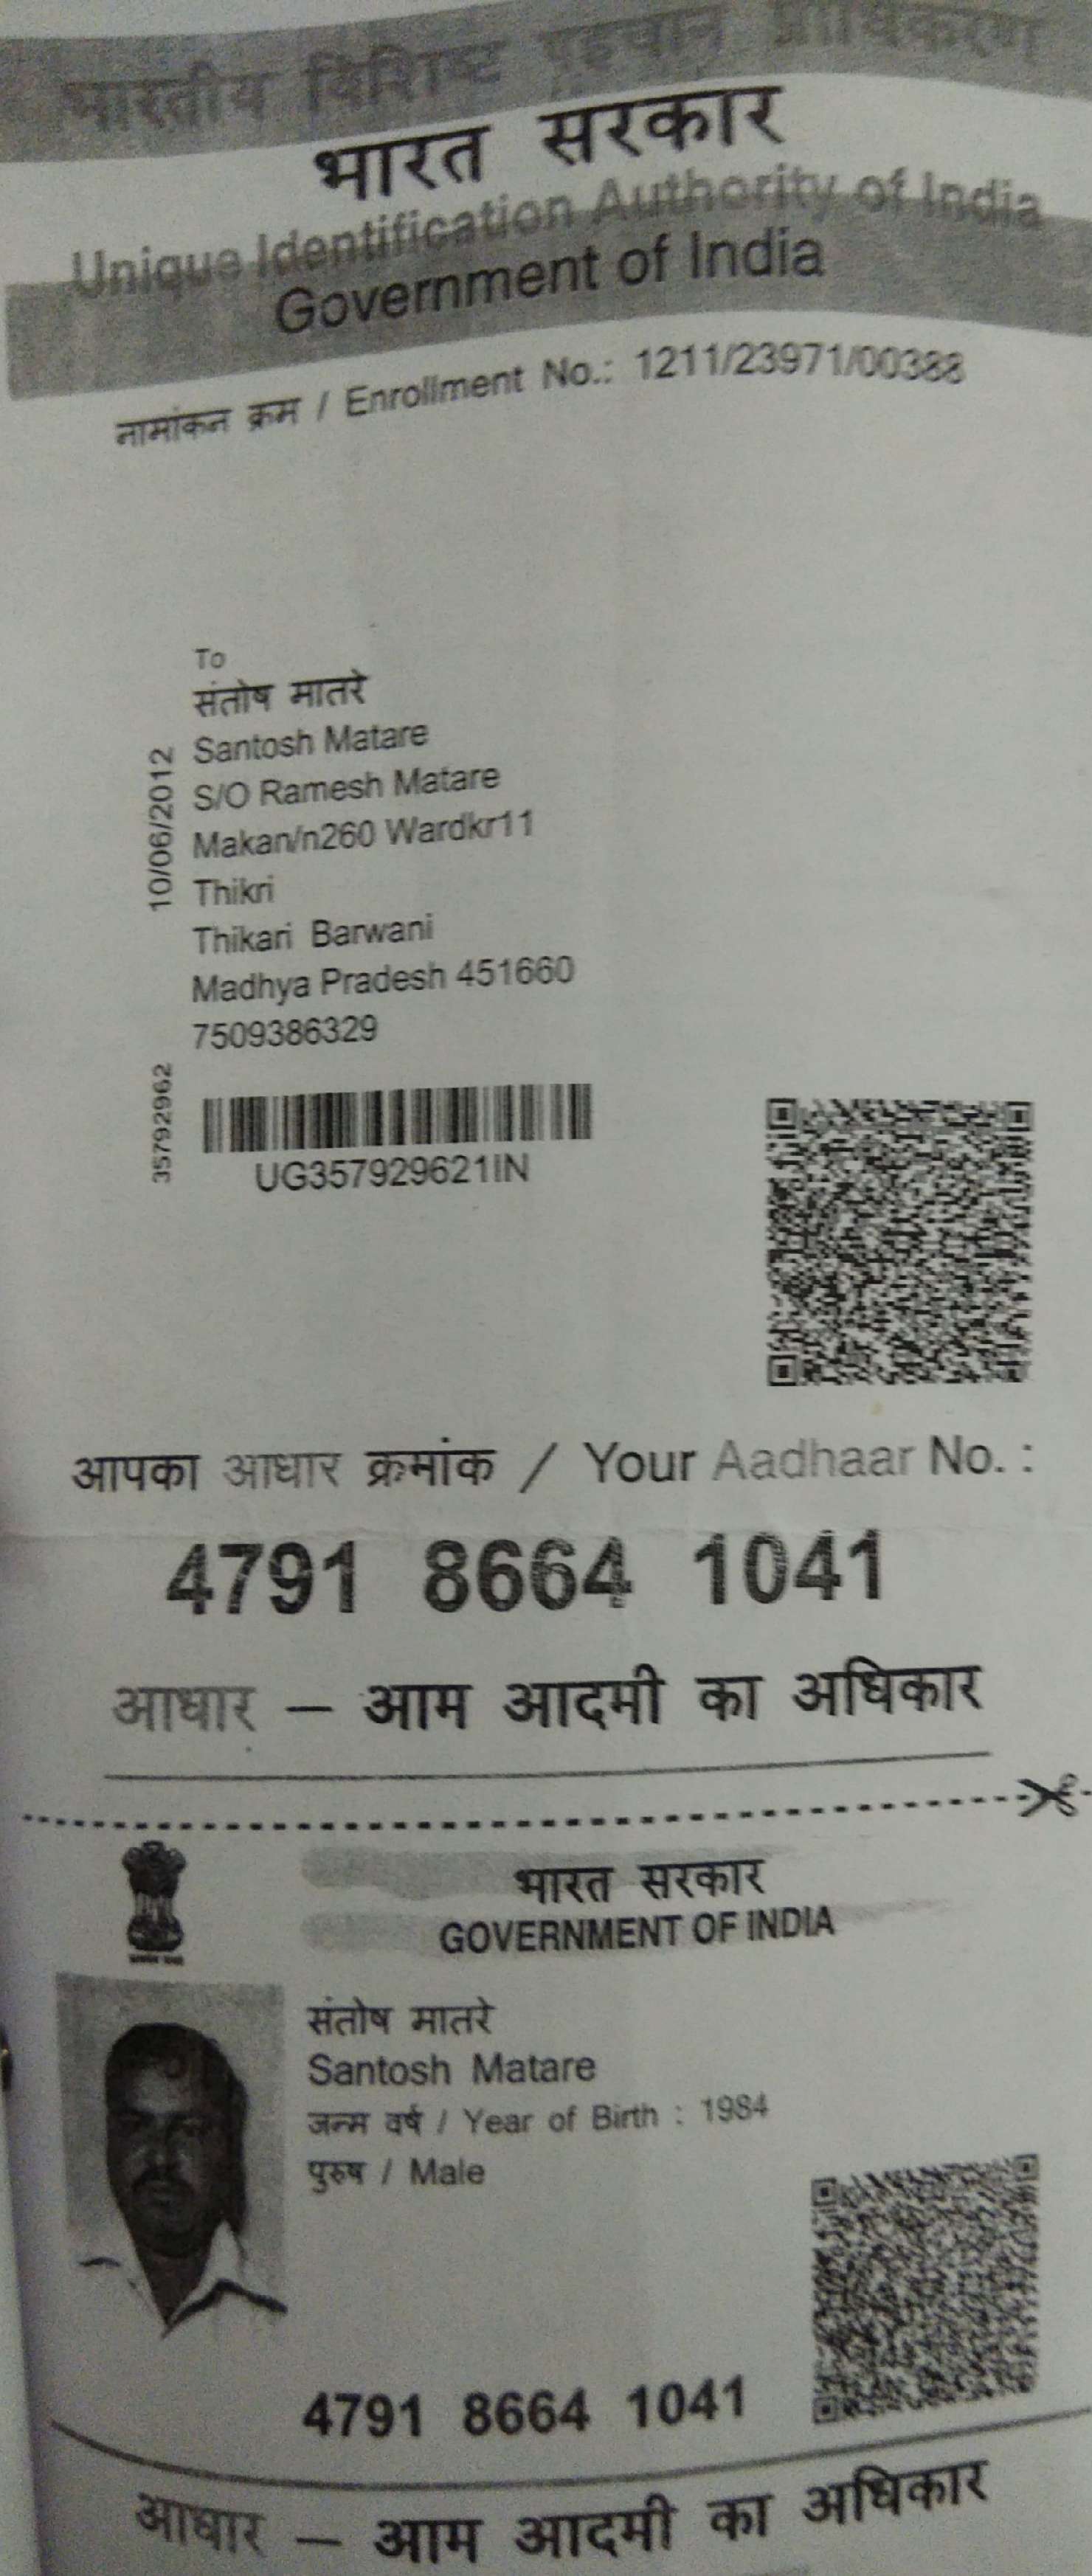 भारतीय विशिष्ट पहचान प्राधिकरण
भारत सरकार
Unique Identification Authority of India
Government of India
नामांकन क्रम / Enrollment No.: 1211/23971/00388
To
संतोष मातरे
Santosh Matare
S/O Ramesh Matare
Makan/n260 Wardkr11
Thikri
Thikari Barwani
Madhya Pradesh 451660
7509386329
10/06/2012
35792962
UG357929621IN
आपका आधार क्रमांक / Your Aadhaar No. :
4791 8664 1041
आधार – आम आदमी का अधिकार
भारत सरकार
GOVERNMENT OF INDIA
संतोष मातरे
Santosh Matare
जन्म वर्ष / Year of Birth : 1984
पुरुष / Male
4791 8664 1041
आधार – आम आदमी का अधिकार